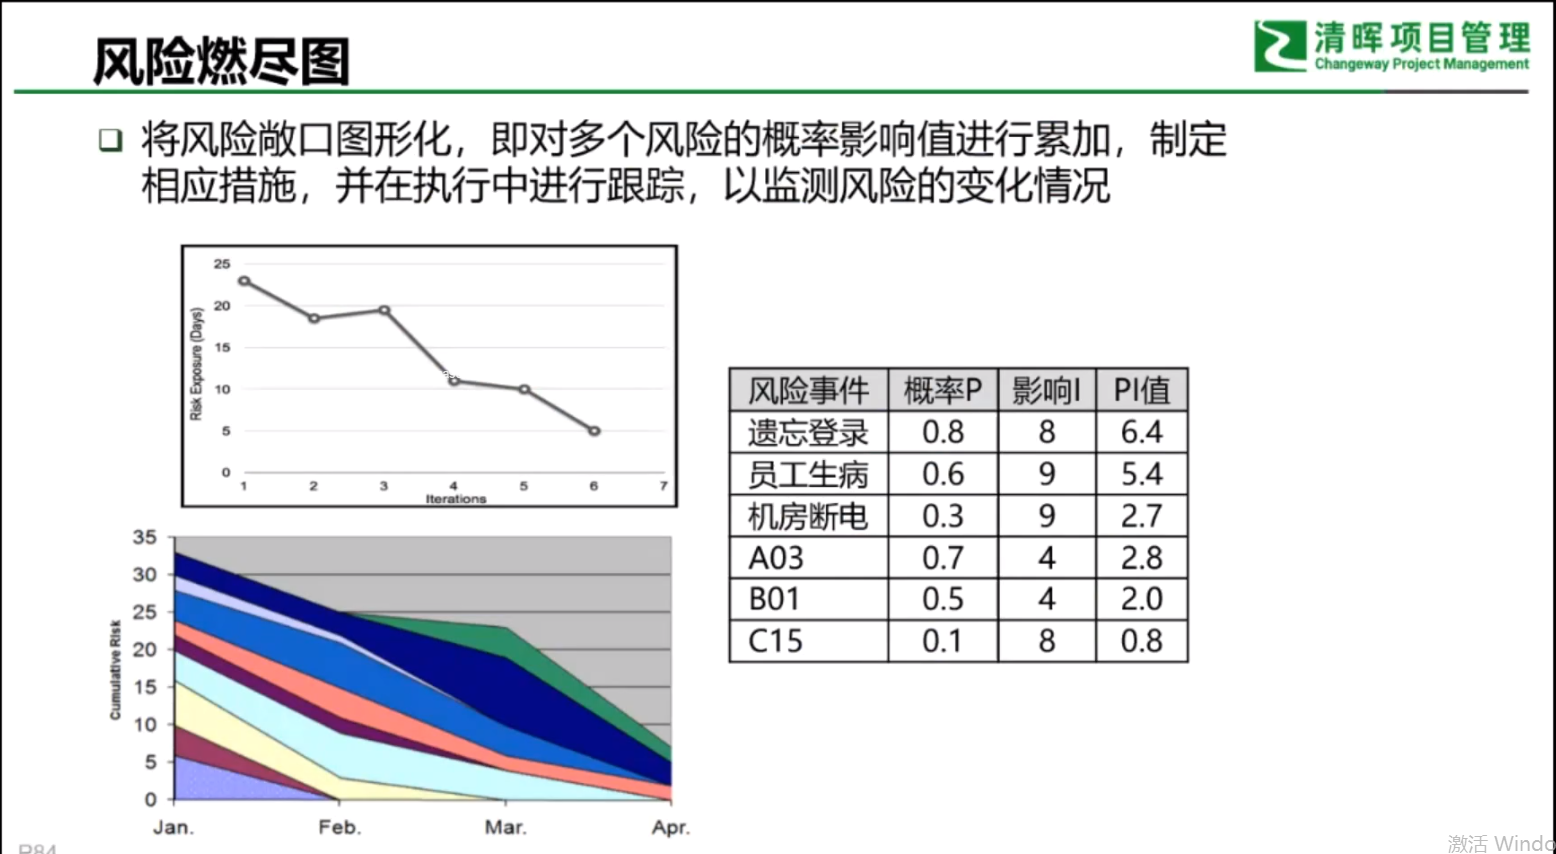 风险燃尽图
清晖项目管理
Changeway Project Management
将风险敞口图形化，即对多个风险的概率影响值进行累加，制定
相应措施，并在执行中进行跟踪，以监测风险的变化情况
25
20
15
10
5
0
Risk Exposure (Days)
1 2 3 4 5 6 7
Iterations
风险事件 概率P 影响I PI值
遗忘登录 0.8 8 6.4
员工生病 0.6 9 5.4
机房断电 0.3 9 2.7
A03 0.7 4 2.8
B01 0.5 4 2.0
C15 0.1 8 0.8
35
30
25
20
15
10
5
0
Cumulative Risk
Jan. Feb. Mar. Apr.
激活 Windo